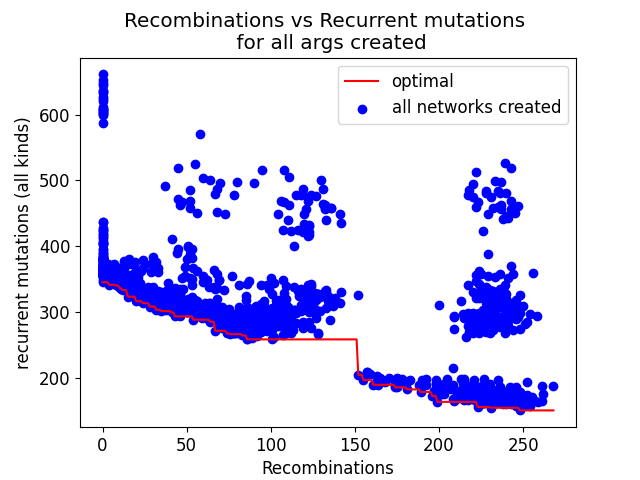 Recombinations vs Recurrent mutations
for all args created
optimal
all networks created
recurrent mutations (all kinds)
600
500
400
300
200
0
50
100
150
200
250
Recombinations